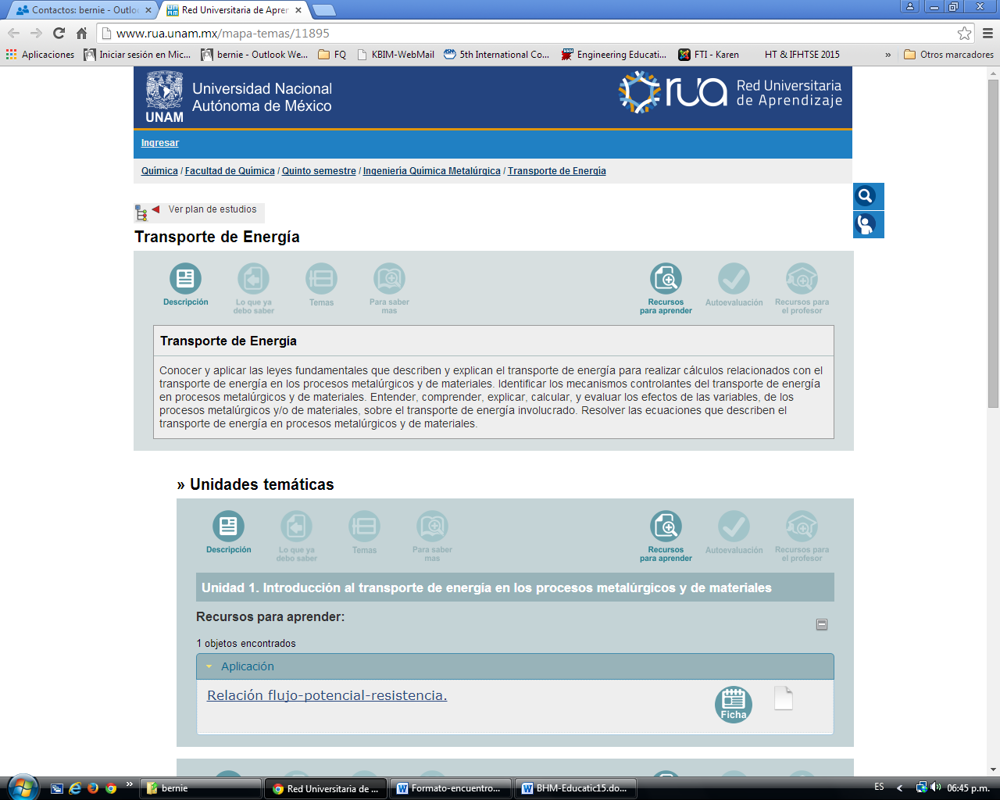 Contactos: bernie - Outlo
Red Universitaria de Apren
www.rua.unam.mx/mapa-temas/11895
Aplicaciones
Iniciar sesión en Mic...
bernie - Outlook We...
FQ
KBIM-WebMail
5th International Co...
Engineering Educati...
FTI - Karen
HT & IFHTSE 2015
»
Otros marcadores
UNAM
Universidad Nacional
Autónoma de México
rua
Red Universitaria
de Aprendizaje
Ingresar
Química / Facultad de Química / Quinto semestre / Ingeniería Química Metalúrgica / Transporte de Energía
Ver plan de estudios
Transporte de Energía
Descripción
Lo que ya
debo saber
Temas
Para saber
mas
Recursos
para aprender
Autoevaluación
Recursos para
el profesor
Transporte de Energía
Conocer y aplicar las leyes fundamentales que describen y explican el transporte de energía para realizar cálculos relacionados con el
transporte de energía en los procesos metalúrgicos y de materiales. Identificar los mecanismos controlantes del transporte de energía
en procesos metalúrgicos y de materiales. Entender, comprender, explicar, calcular, y evaluar los efectos de las variables, de los
procesos metalúrgicos y/o de materiales, sobre el transporte de energía involucrado. Resolver las ecuaciones que describen el
transporte de energía en procesos metalúrgicos y de materiales.
» Unidades temáticas
Descripción
Lo que ya
debo saber
Temas
Para saber
mas
Recursos
para aprender
Autoevaluación
Recursos para
el profesor
Unidad 1. Introducción al transporte de energía en los procesos metalúrgicos y de materiales
Recursos para aprender:
1 objetos encontrados
Aplicación
Relación flujo-potencial-resistencia.
Ficha
»
bernie
Red Universitaria de ...
Formato-encuentro...
BHM-Educatic15.do...
ES
<
06:45 p.m.